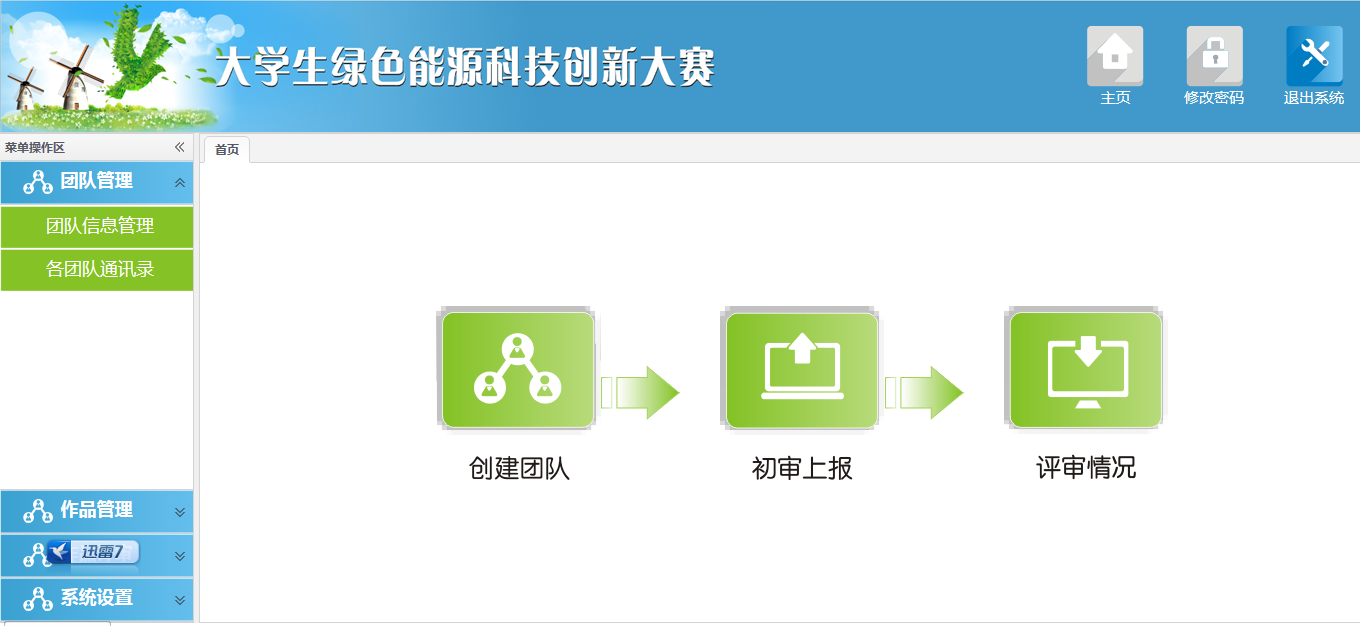 大学生绿色能源科技创新大赛
主页
修改密码
退出系统
菜单操作区
首页
团队管理
团队信息管理
各团队通讯录
创建团队
初审上报
评审情况
作品管理
迅雷7
系统设置